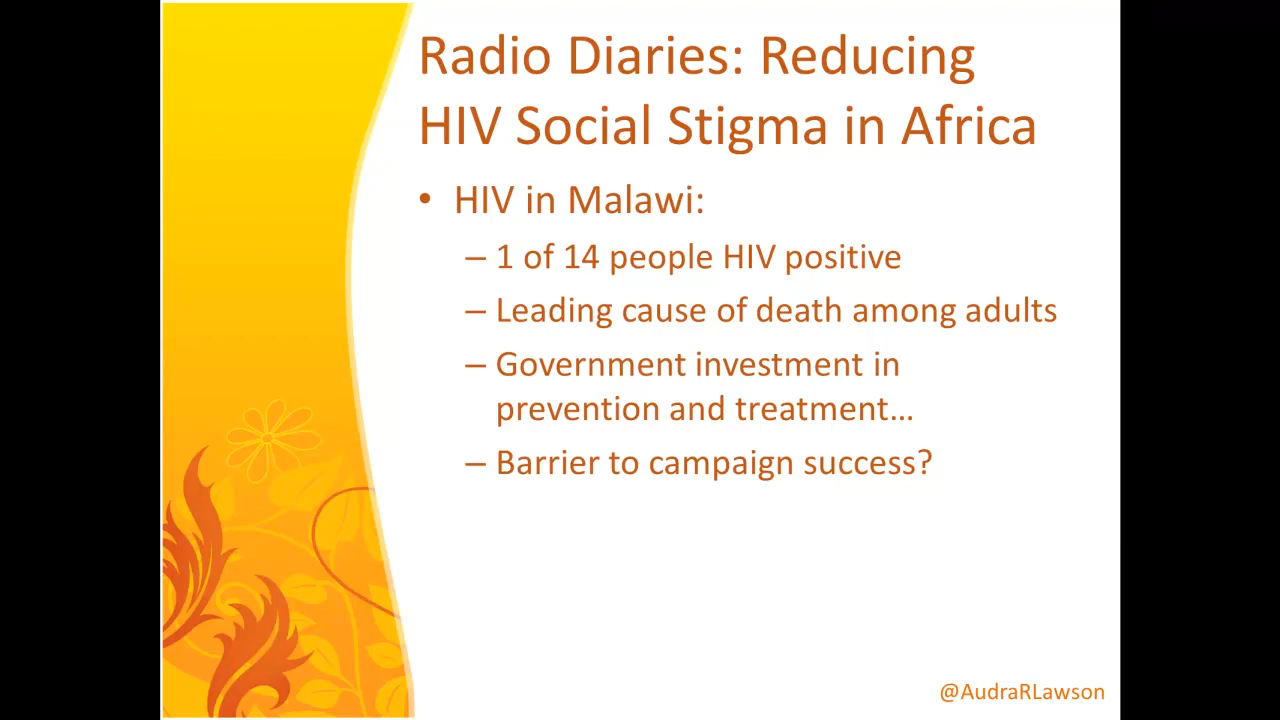 Radio Diaries: Reducing
HIV Social Stigma in Africa
• HIV in Malawi:
– 1 of 14 people HIV positive
– Leading cause of death among adults
– Government investment in
prevention and treatment…
– Barrier to campaign success?
@AudraRLawson